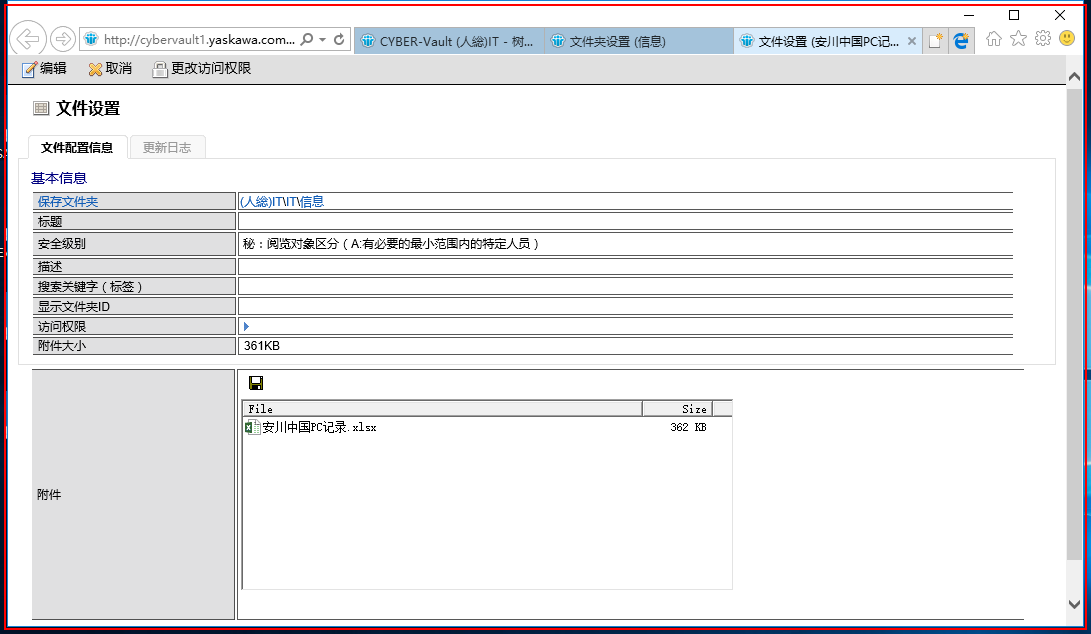 http://cybervault1.yaskawa.com...
CYBER-Vault (人総)IT - 树...
文件夹设置 (信息)
文件设置 (安川中国PC记...
编辑 取消 更改访问权限
文件设置
文件配置信息 更新日志
基本信息
保存文件夹 (人総)IT\IT\信息
标题
安全级别 秘：阅览对象区分（A:有必要的最小范围内的特定人员）
描述
搜索关键字（标签）
显示文件夹ID
访问权限
附件大小 361KB
File Size
安川中国PC记录.xlsx 362 KB
附件